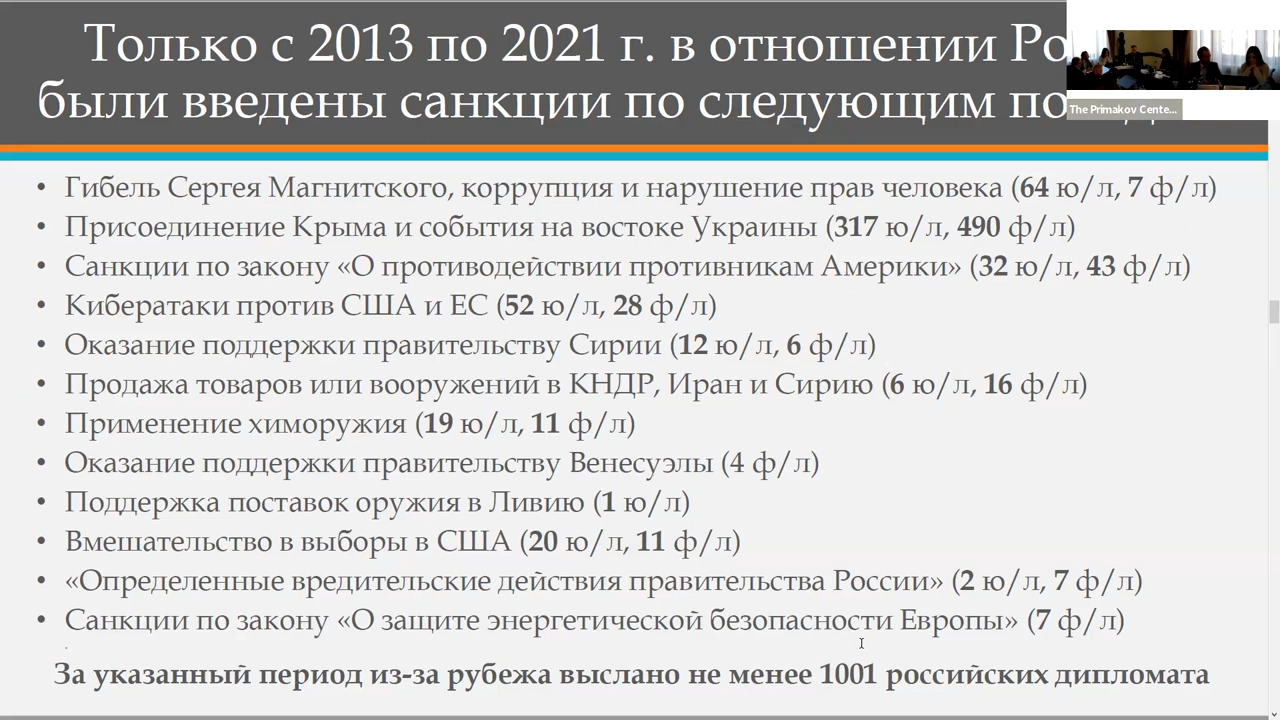 Только с 2013 по 2021 г. в отношении
были введены санкции по следующим
The Primakov Cente...
• Гибель Сергея Магнитского, коррупция и нарушение прав человека (64 ю/л, 7 ф/л)
• Присоединение Крыма и события на востоке Украины (317 ю/л, 490 ф/л)
• Санкции по закону «О противодействии противникам Америки» (32 ю/л, 43 ф/л)
• Кибератаки против США и ЕС (52 ю/л, 28 ф/л)
• Оказание поддержки правительству Сирии (12 ю/л, 6 ф/л)
• Продажа товаров или вооружений в КНДР, Иран и Сирию (6 ю/л, 16 ф/л)
• Применение химоружия (19 ю/л, 11 ф/л)
• Оказание поддержки правительству Венесуэлы (4 ф/л)
• Поддержка поставок оружия в Ливию (1 ю/л)
• Вмешательство в выборы в США (20 ю/л, 11 ф/л)
• «Определенные вредительские действия правительства России» (2 ю/л, 7 ф/л)
• Санкции по закону «О защите энергетической безопасности Европы» (7 ф/л)
За указанный период из-за рубежа выслано не менее 1001 российских дипломата